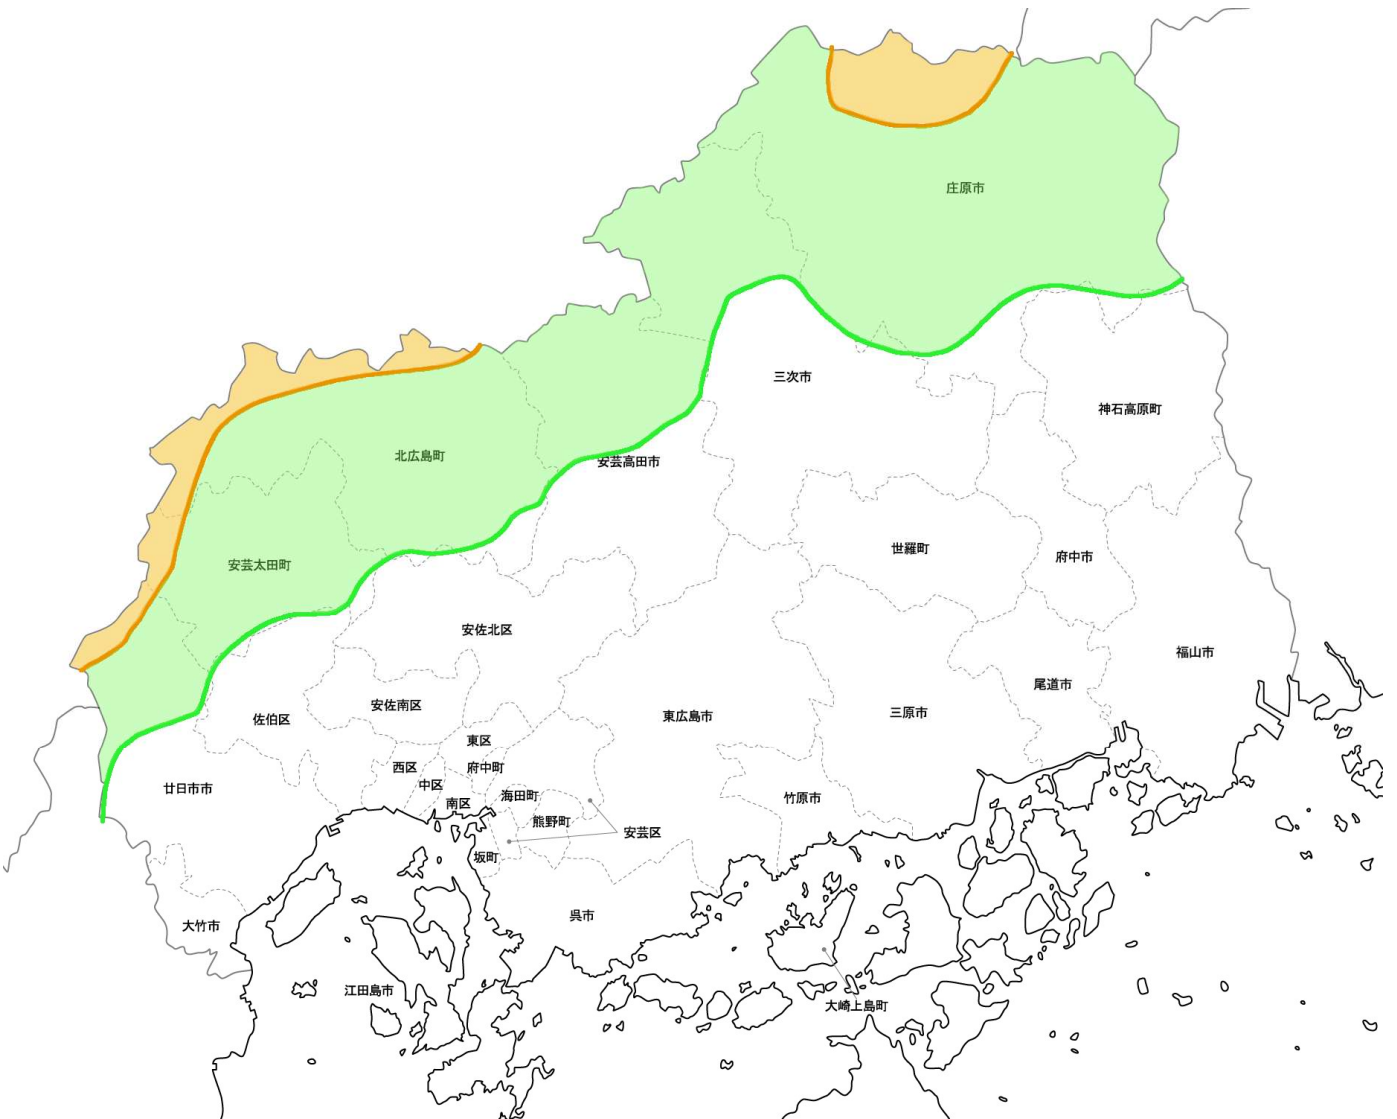 庄原市
三次市
神石高原町
北広島町
安芸高田市
世羅町
府中市
安芸太田町
安佐北区
福山市
尾道市
安佐南区
佐伯区
東広島市
三原市
東区
西区
府中町
中区
廿日市市
海田町
竹原市
南区
熊野町
安芸区
坂町
呉市
大竹市
江田島市
大崎上島町